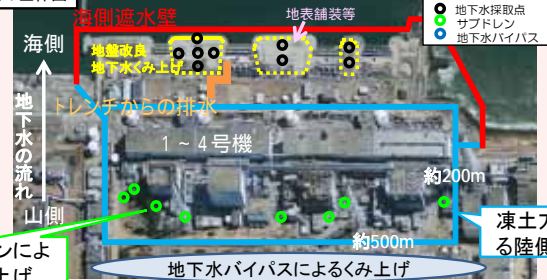 海側遮水壁
地表舗装等
地下水採取点
サブドレン
地下水バイパス
海側
地盤改良
地下水くみ上げ
トレンチからの排水
地下水の流れ
1 ~ 4号機
約200m
山側
約500m
凍土
る陸側
ンによ
上げ
地下水バイパスによるくみ上げ